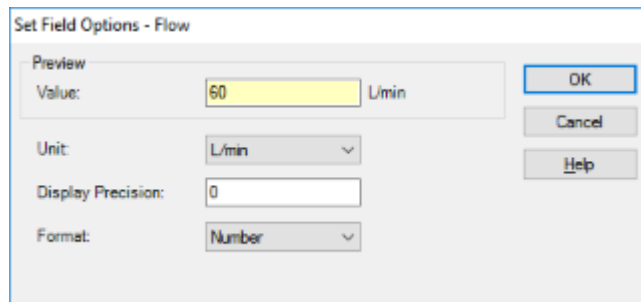 Set Field Options - Flow
Preview
Value: 60 L/min
OK
Cancel
Unit: L/min
Help
Display Precision: 0
Format: Number